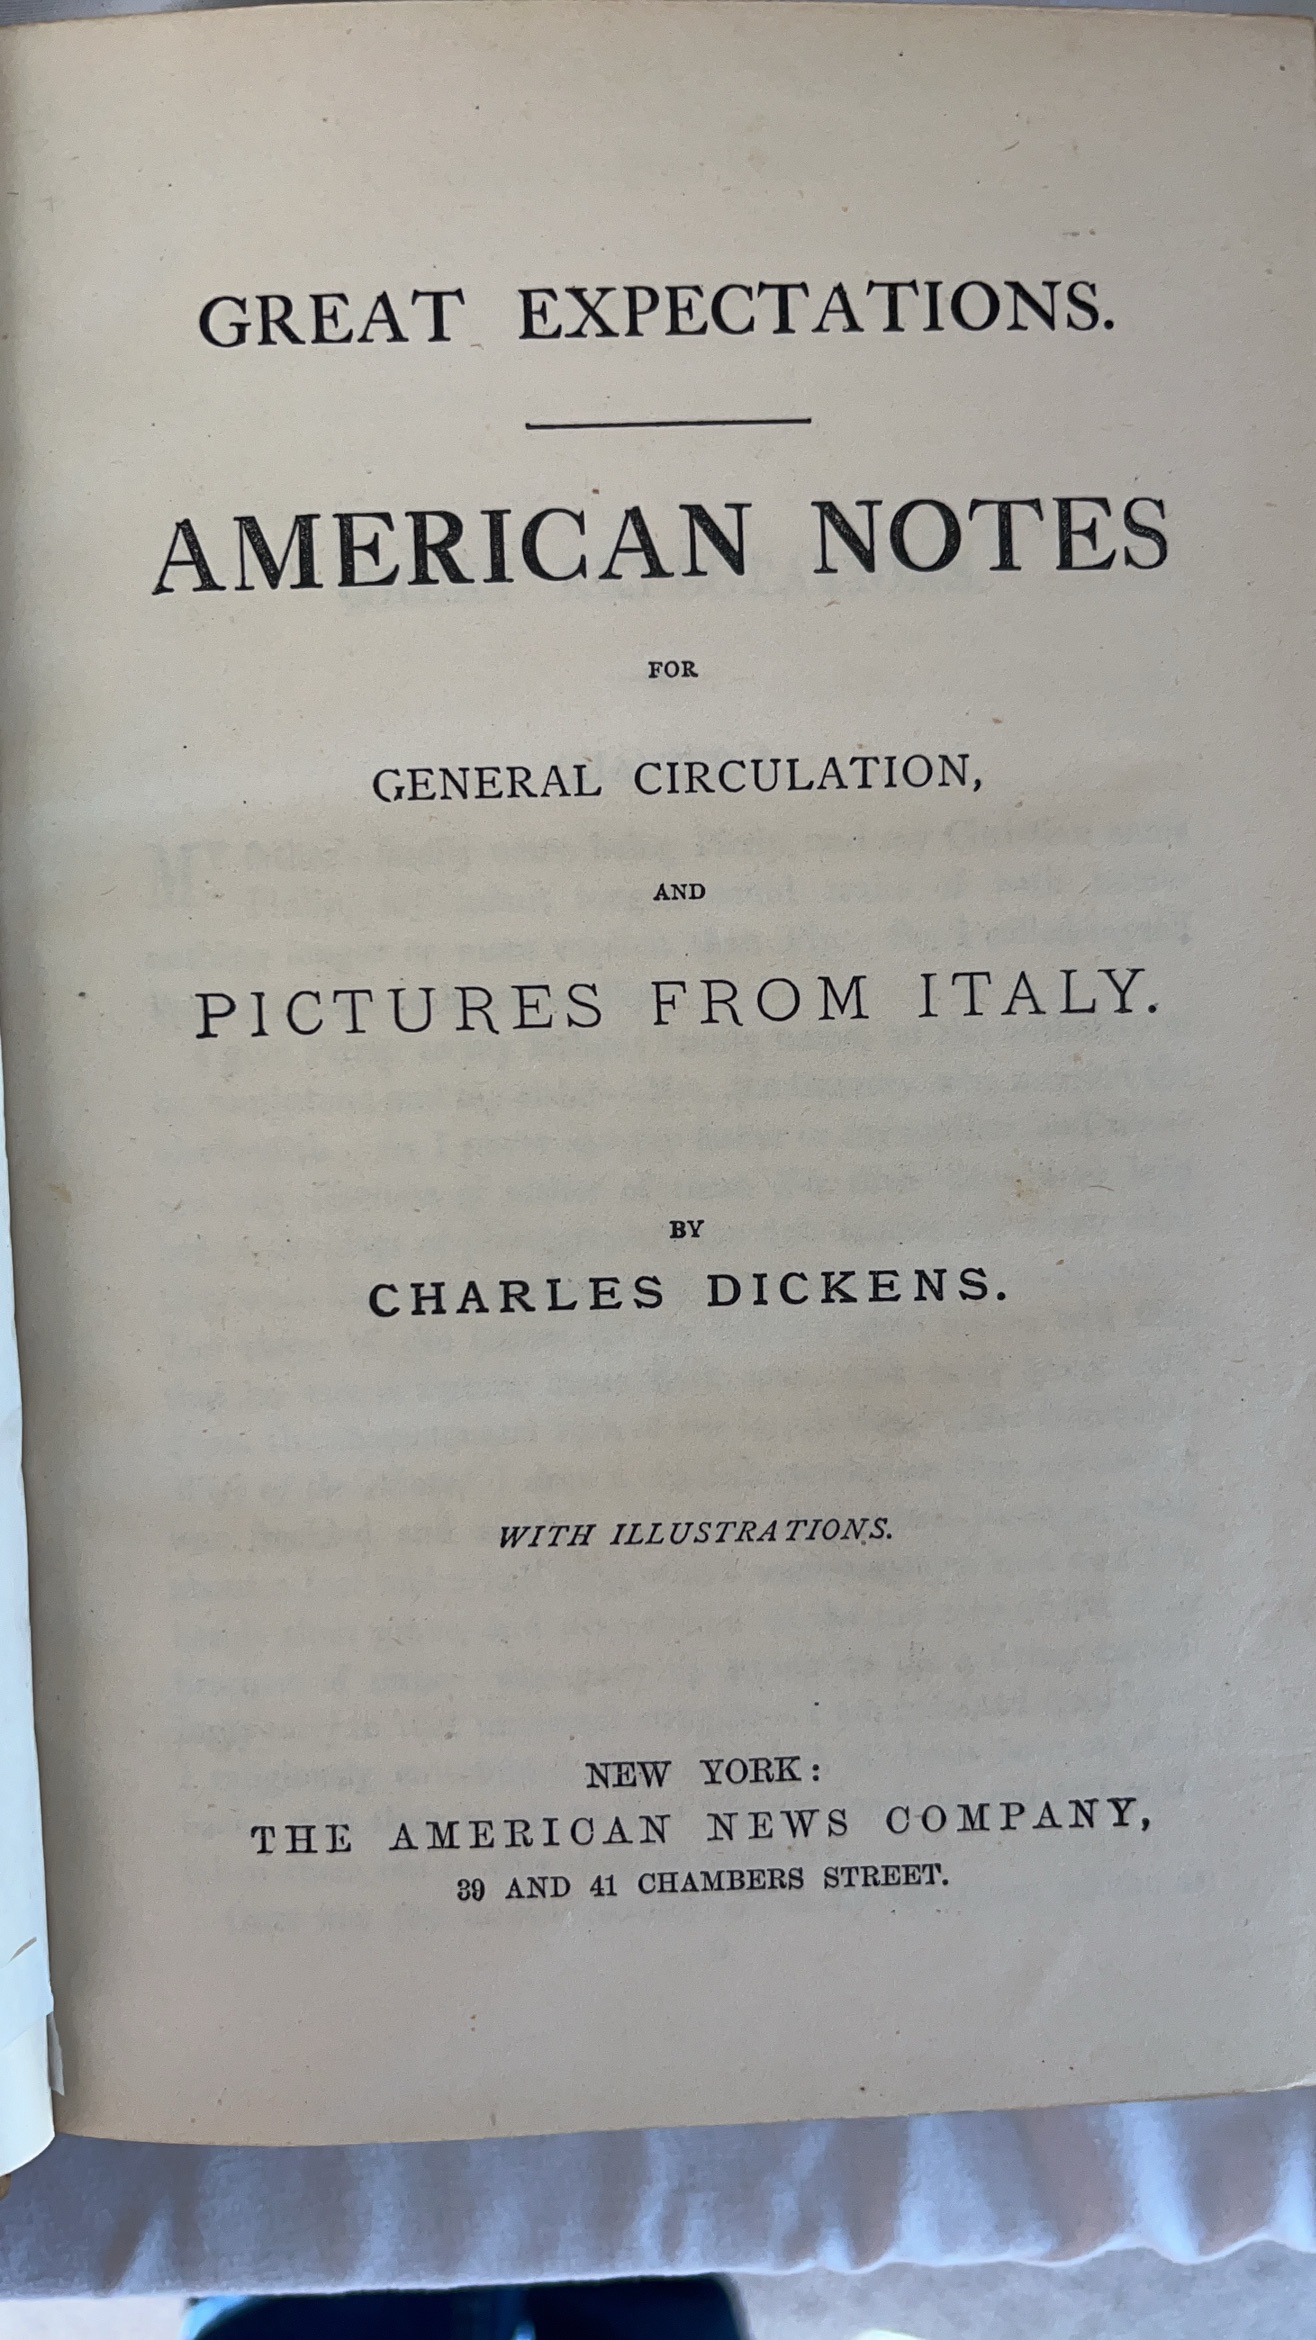 GREAT EXPECTATIONS.
AMERICAN NOTES
FOR
GENERAL CIRCULATION,
AND
PICTURES FROM ITALY.
BY
CHARLES DICKENS.
WITH ILLUSTRATIONS.
NEW YORK:
THE AMERICAN NEWS COMPANY,
39 AND 41 CHAMBERS STREET.